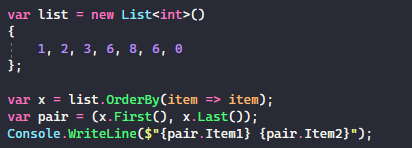 var list = new List<int>()
{
    1, 2, 3, 6, 8, 6, 0
};

var x = list.OrderBy(item => item);
var pair = (x.First(), x.Last());
Console.WriteLine($"{pair.Item1} {pair.Item2}");